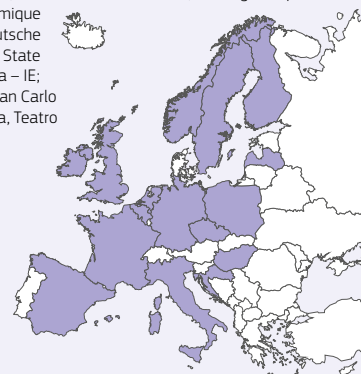 mique
utsche
State
a – IE;
an Carlo
a, Teatro